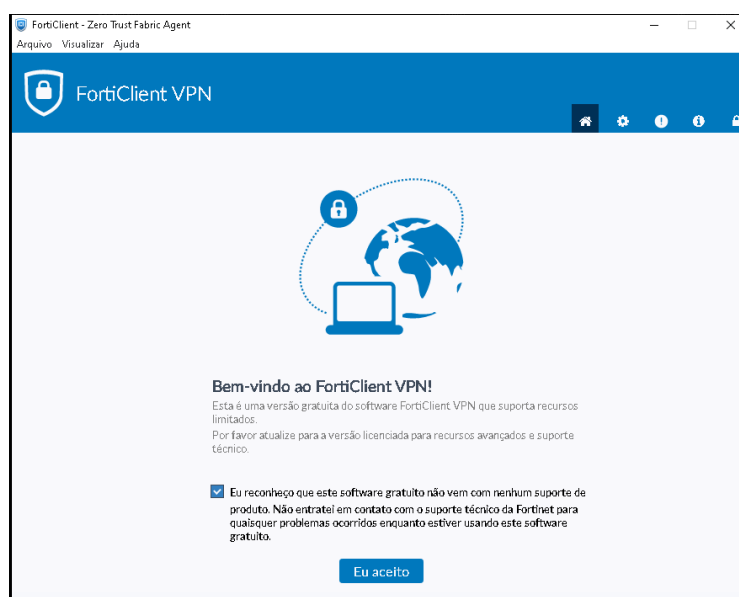 FortiClient - Zero Trust Fabric Agent
Arquivo Visualizar Ajuda
FortiClient VPN
Bem-vindo ao FortiClient VPN!
Esta é uma versão gratuita do software FortiClient VPN que suporta recursos
limitados.
Por favor atualize para a versão licenciada para recursos avançados e suporte
técnico.
Eu reconheço que este software gratuito não vem com nenhum suporte de
produto. Não entratei em contato com o suporte técnico da Fortinet para
quaisquer problemas ocorridos enquanto estiver usando este software
gratuito.
Eu aceito